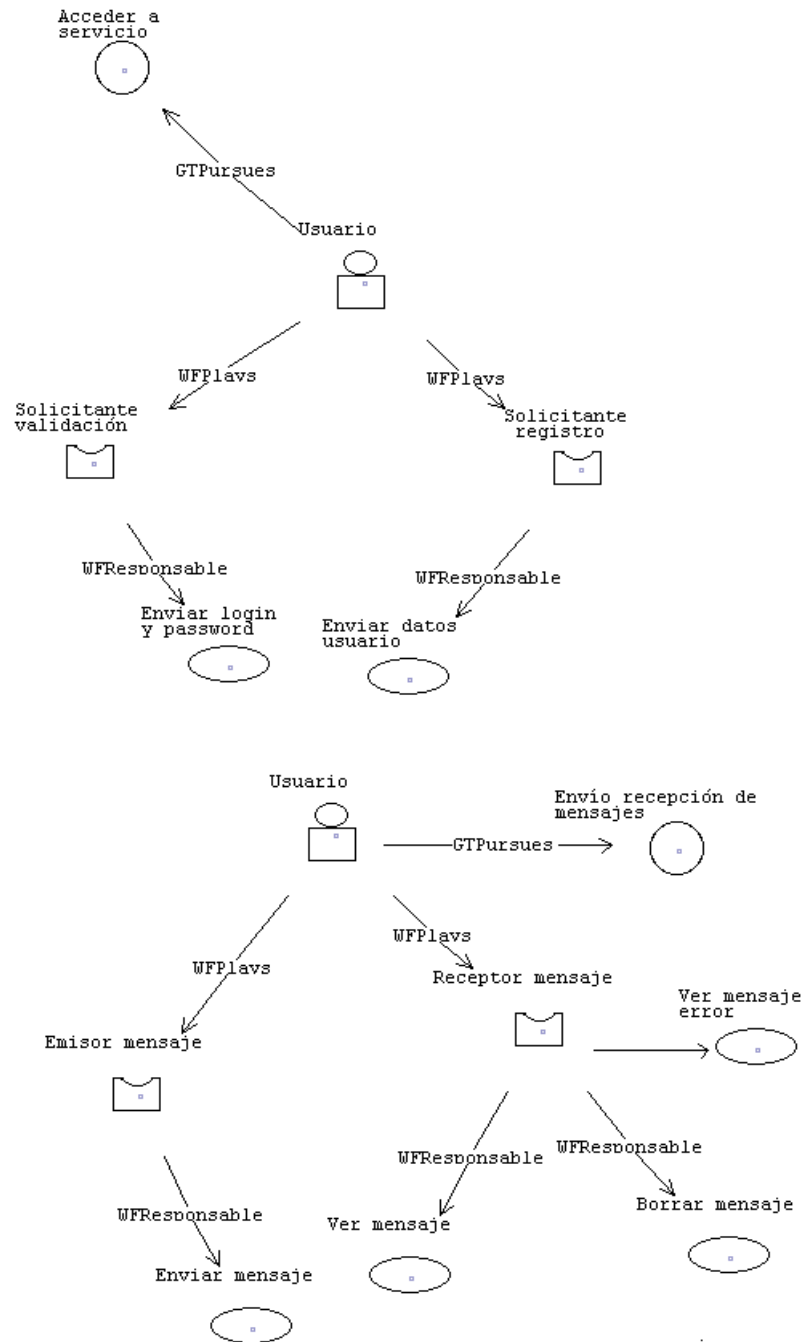 Acceder a
servicio
GTPursues
Usuario
WFPlays
WFPlays
Solicitante
validación
Solicitante
registro
WFResponsable
WFResponsable
Enviar login
y password
Enviar datos
usuario
Usuario
Envío recepción de
mensajes
GTPursues
WFPlays
WFPlays
Receptor mensaje
Ver mensaje
error
Emisor mensaje
WFResponsable
WFResponsable
WFResponsable
Ver mensaje
Borrar mensaje
Enviar mensaje